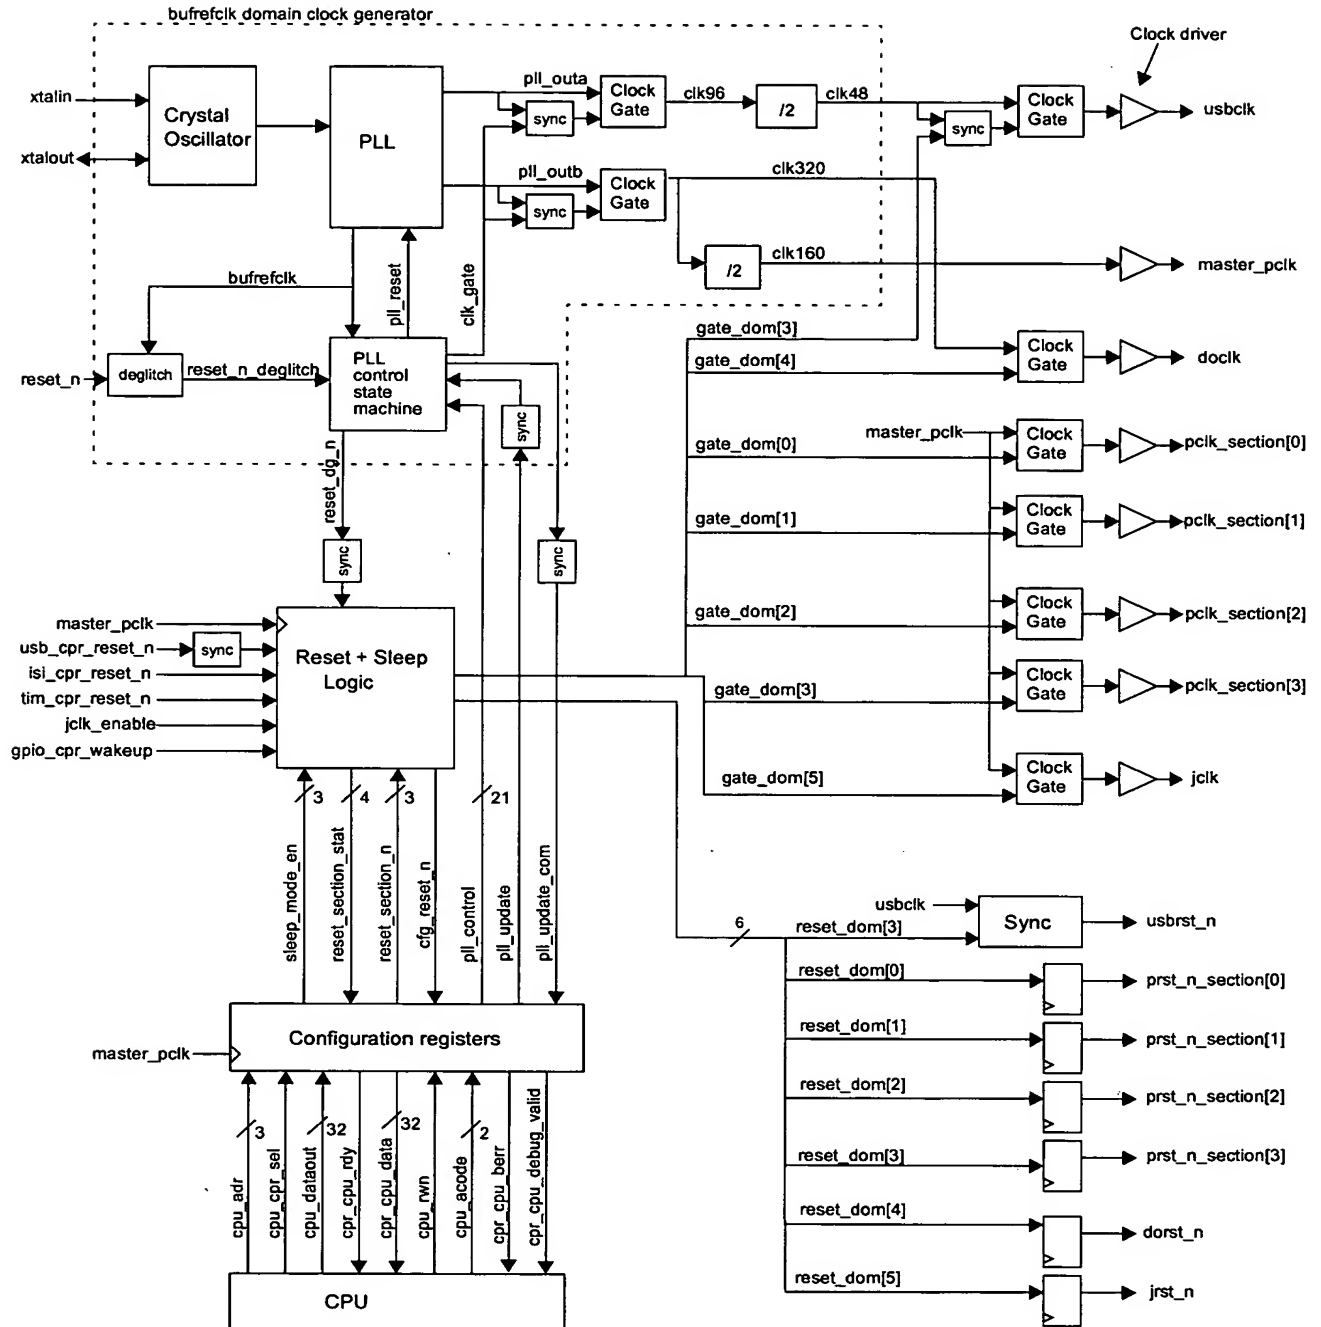 bufrefclk domain clock generator
Clock driver
xtalin
xtalout
Crystal
Oscillator
PLL
pll_outa
sync
Clock
Gate
clk96
/2
clk48
sync
Clock
Gate
usbclk
pll_outb
sync
Clock
Gate
clk320
/2
clk160
master_pclk
bufrefclk
pll_reset
clk_gate
reset_n
deglitch
reset_n_deglitch
PLL
control
state
machine
sync
gate_dom[3]
gate_dom[4]
Clock
Gate
doclk
master_pclk
gate_dom[0]
Clock
Gate
pclk_section[0]
reset_dg_n
gate_dom[1]
Clock
Gate
pclk_section[1]
sync
sync
gate_dom[2]
Clock
Gate
pclk_section[2]
master_pclk
usb_cpr_reset_n
sync
isi_cpr_reset_n
tim_cpr_reset_n
jclk_enable
gpio_cpr_wakeup
Reset + Sleep
Logic
gate_dom[3]
Clock
Gate
pclk_section[3]
gate_dom[5]
Clock
Gate
jclk
3
4
3
21
sleep_mode_en
reset_section_stat
reset_section_n
cfg_reset_n
pll_control
pll_update
pll_update_com
6
usbclk
reset_dom[3]
Sync
usbrst_n
reset_dom[0]
prst_n_section[0]
reset_dom[1]
prst_n_section[1]
reset_dom[2]
prst_n_section[2]
reset_dom[3]
prst_n_section[3]
reset_dom[4]
dorst_n
reset_dom[5]
jrst_n
Configuration registers
master_pclk
3
32
32
2
cpu_adr
cpu_cpr_sel
cpu_dataout
cpr_cpu_rdy
cpr_cpu_data
cpu_rwn
cpu_acode
cpr_cpu_berr
cpr_cpu_debug_valid
CPU